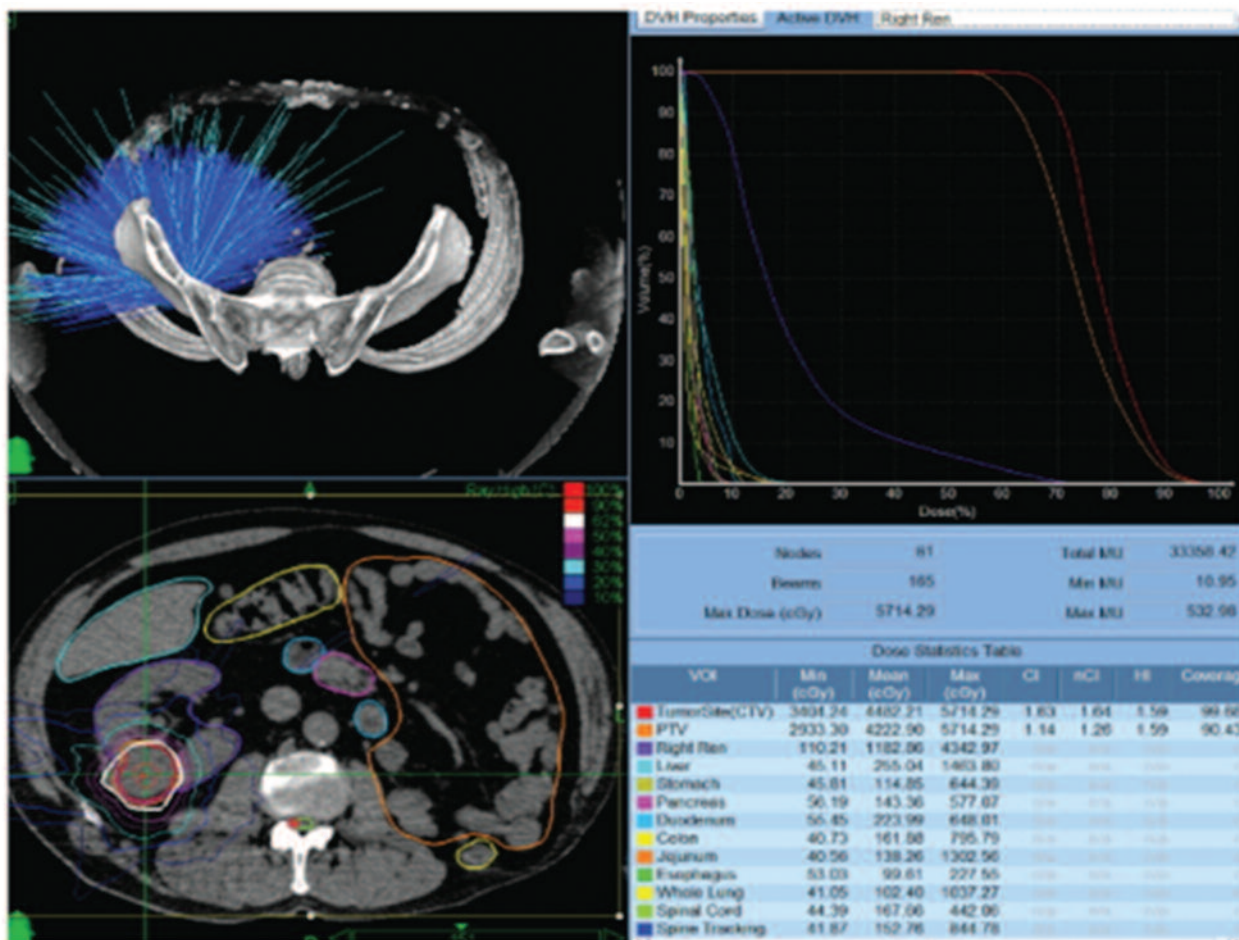 DVH Properties Active DVH Right Ren
100
90
80
70
60
50
40
30
20
10
Volume(%)
0 10 20 30 40 50 60 70 80 90 100
Dose(%)
A
100%
90%
50%
40%
30%
20%
10%
Nodes 61 Total MU 33358.42
Beams 165 Min MU 10.95
Max Dose (cGy) 5714.29 Max MU 532.98
Dose Statistics Table
VOI Min (cGy) Mean (cGy) Max (cGy) CI nCI HI Coverag
TumorSite(CTV) 3404.24 4482.21 5714.29 1.63 1.64 1.59
PTV 2933.30 4222.90 5714.29 1.14 1.26 1.59 90.43
Right Ren 110.21 1182.86 4342.97
Liver 45.11 255.04 1463.80
Stomach 45.81 114.85 644.39
Pancreas 56.19 143.36 577.87
Duodenum 55.45 223.99 648.81
Colon 40.73 161.88 795.79
Jejunum 40.56 138.26 1302.56
Esophagus 53.03 99.61 227.55
Whole Lung 41.05 102.40 1037.27
Spinal Cord 44.39 167.66 442.06
Spine Tracking 41.87 152.76 844.78